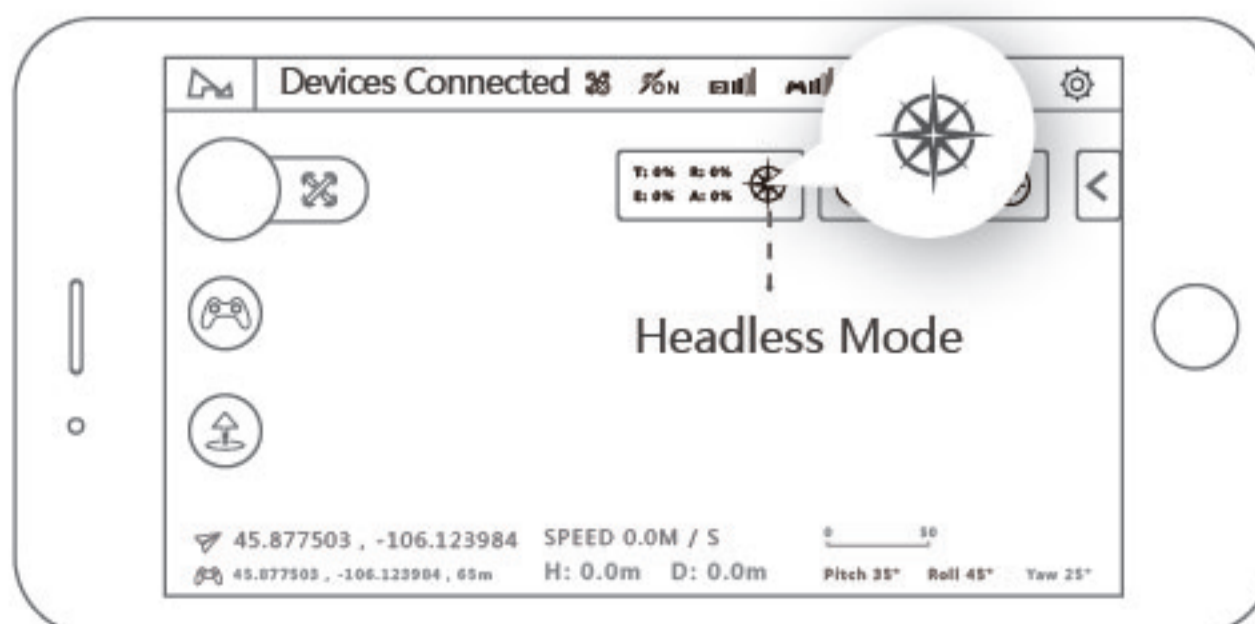 Devices Connected ON
T: 0% R: 0%
E: 0% A: 0%
Headless Mode
45.877503 , -106.123984 SPEED 0.0M / S 0 50
45.877503 , -106.123984 , 65m H: 0.0m D: 0.0m Pitch 35° Roll 45° Yaw 25°